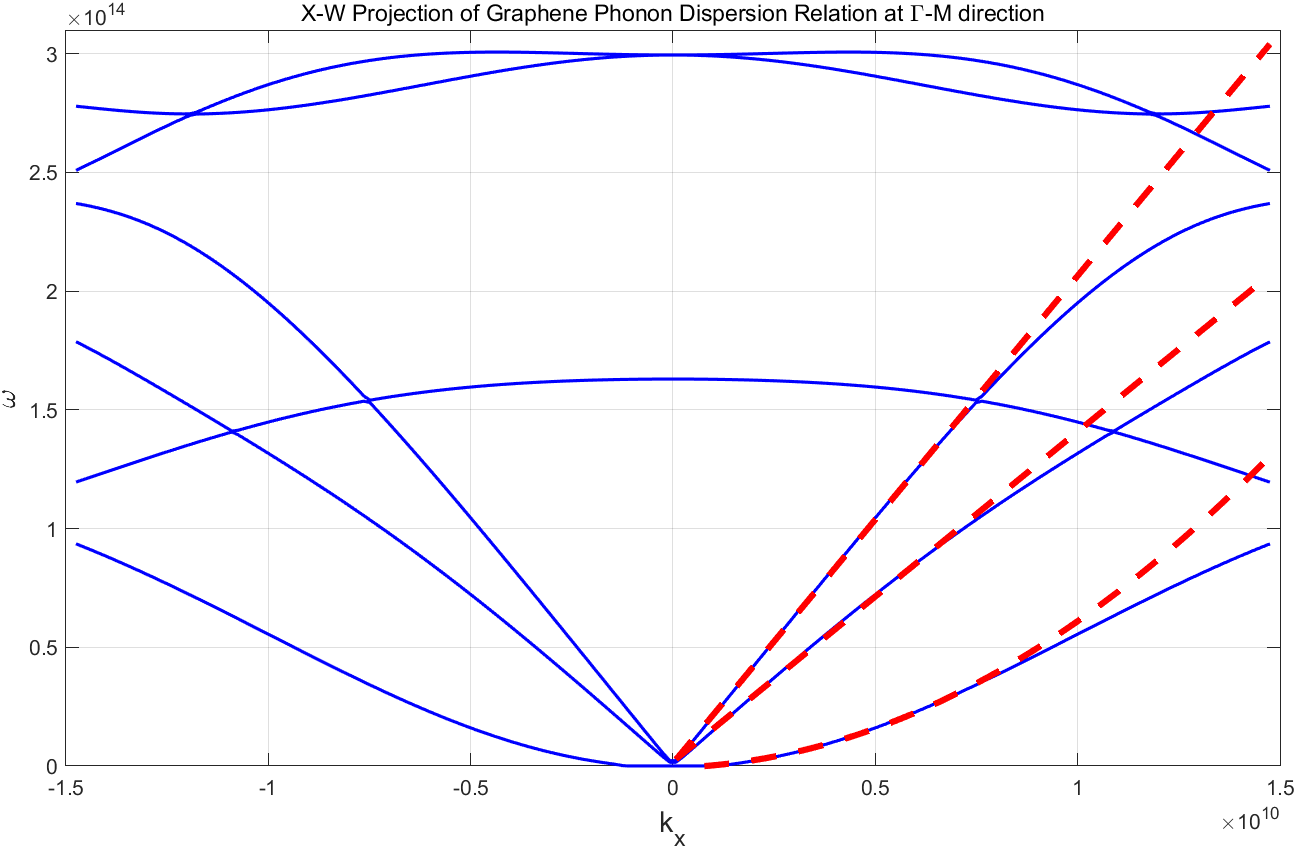 X-W Projection of Graphene Phonon Dispersion Relation at Γ-M direction
×10^14
3
2.5
2
1.5
1
0.5
0
ω
-1.5 -1 -0.5 0 0.5 1 1.5
×10^10
k_x